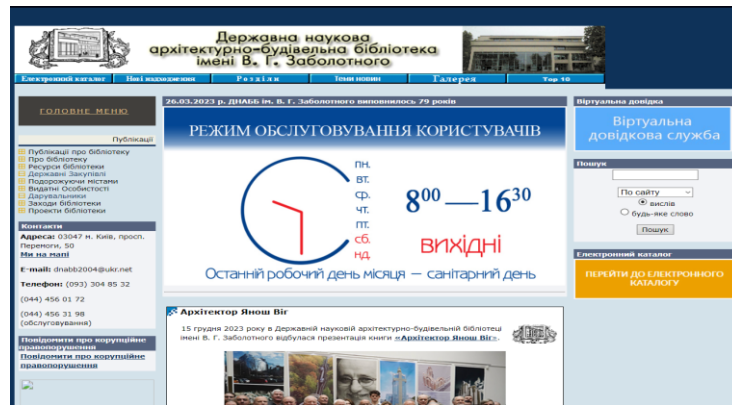 Державна наукова
архітектурно-будівельна бібліотека
імені В. Г. Заболотного
Електронний каталог
Нові надходження
Розділи
Теми новин
Галерея
Top 10
ГОЛОВНЕ МЕНЮ
Публікації
Публікації про бібліотеку
Про бібліотеку
Ресурси бібліотеки
Державні Закупівлі
Подорожуючи містами
Видатні Особистості
Дарувальники
Заходи бібліотеки
Проекти бібліотеки
Контакти
Адреса: 03047 м. Київ, просп.
Перемоги, 50
Ми на мапі
E-mail: dnabb2004@ukr.net
Телефон: (093) 304 85 32
(044) 456 01 72
(044) 456 31 98
(обслуговування)
Повідомити про корупційне
правопорушення
Повідомити про корупційне
правопорушення
26.03.2023 р. ДНАББ ім. В. Г. Заболотного виповнилось 79 років
РЕЖИМ ОБСЛУГОВУВАННЯ КОРИСТУВАЧІВ
пн.
вт.
ср.
чт.
пт.
сб.
нд.
8⁰⁰—16³⁰
вихідні
Останній робочий день місяця — санітарний день
Архітектор Янош Віг
15 грудня 2023 року в Державній науковій архітектурно-будівельній бібліотеці
імені В. Г. Заболотного відбулася презентація книги «Архітектор Янош Віг».
Віртуальна довідка
Віртуальна
довідкова служба
Пошук
По сайту
вислів
будь-яке слово
Пошук
Електронний каталог
ПЕРЕЙТИ ДО ЕЛЕКТРОННОГО
КАТАЛОГУ